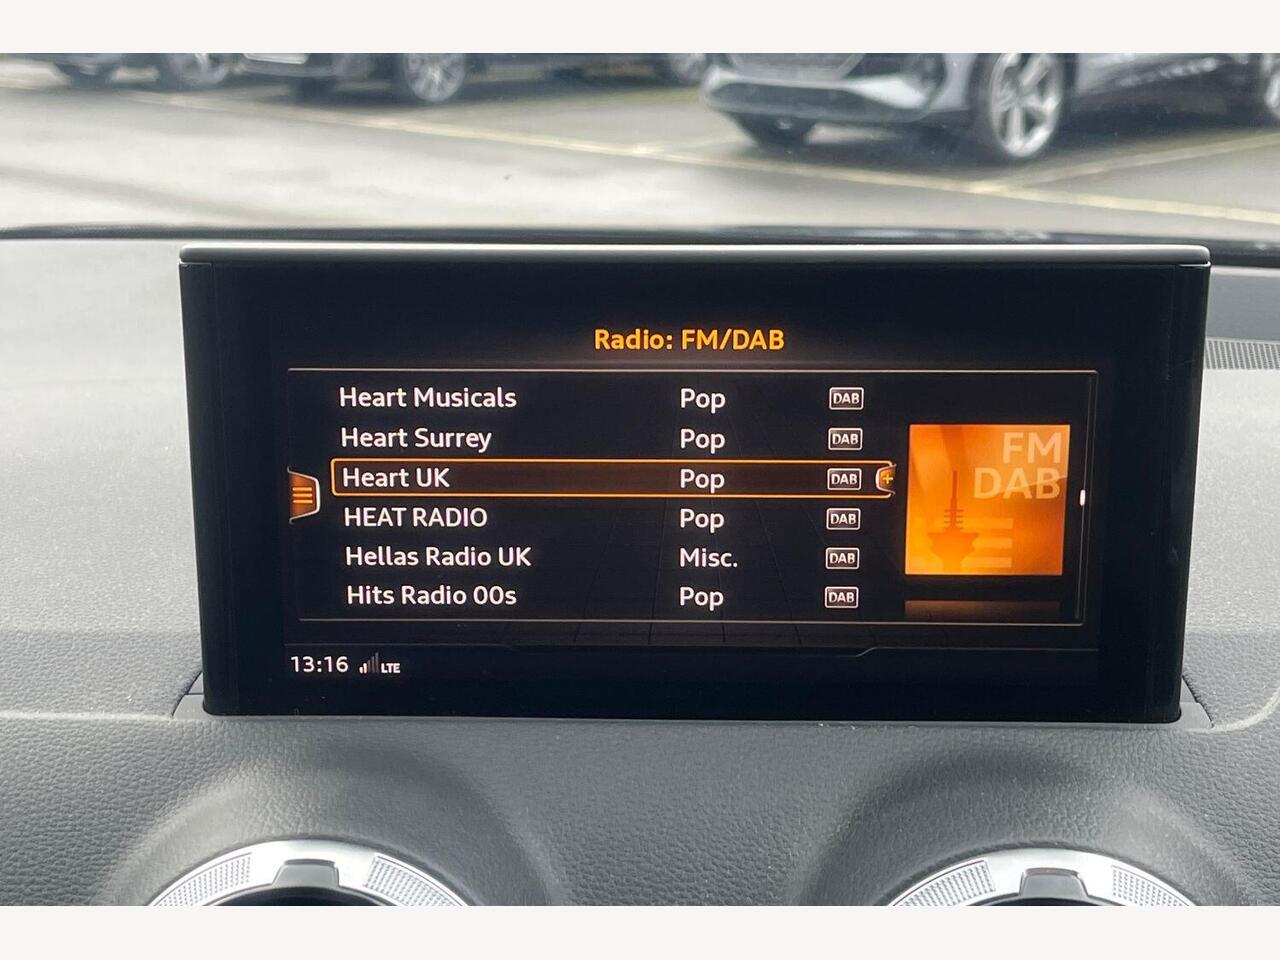 Radio: FM/DAB
Heart Musicals Pop DAB
Heart Surrey Pop DAB
Heart UK Pop DAB
HEAT RADIO Pop DAB
Hellas Radio UK Misc. DAB
Hits Radio 00s Pop DAB
FM
DAB
13:16 LTE